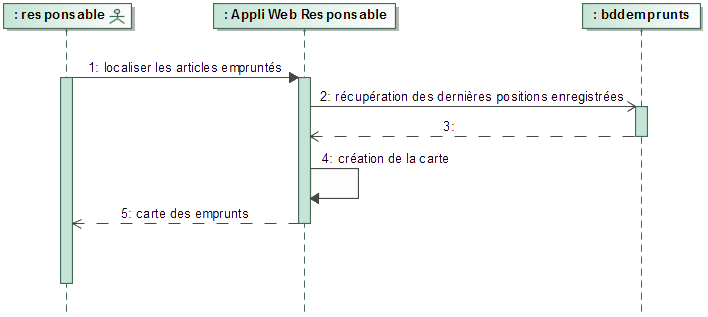 : responsable
: Appli Web Responsable
: bddemprunts
1: localiser les articles empruntés
2: récupération des dernières positions enregistrées
3:
4: création de la carte
5: carte des emprunts